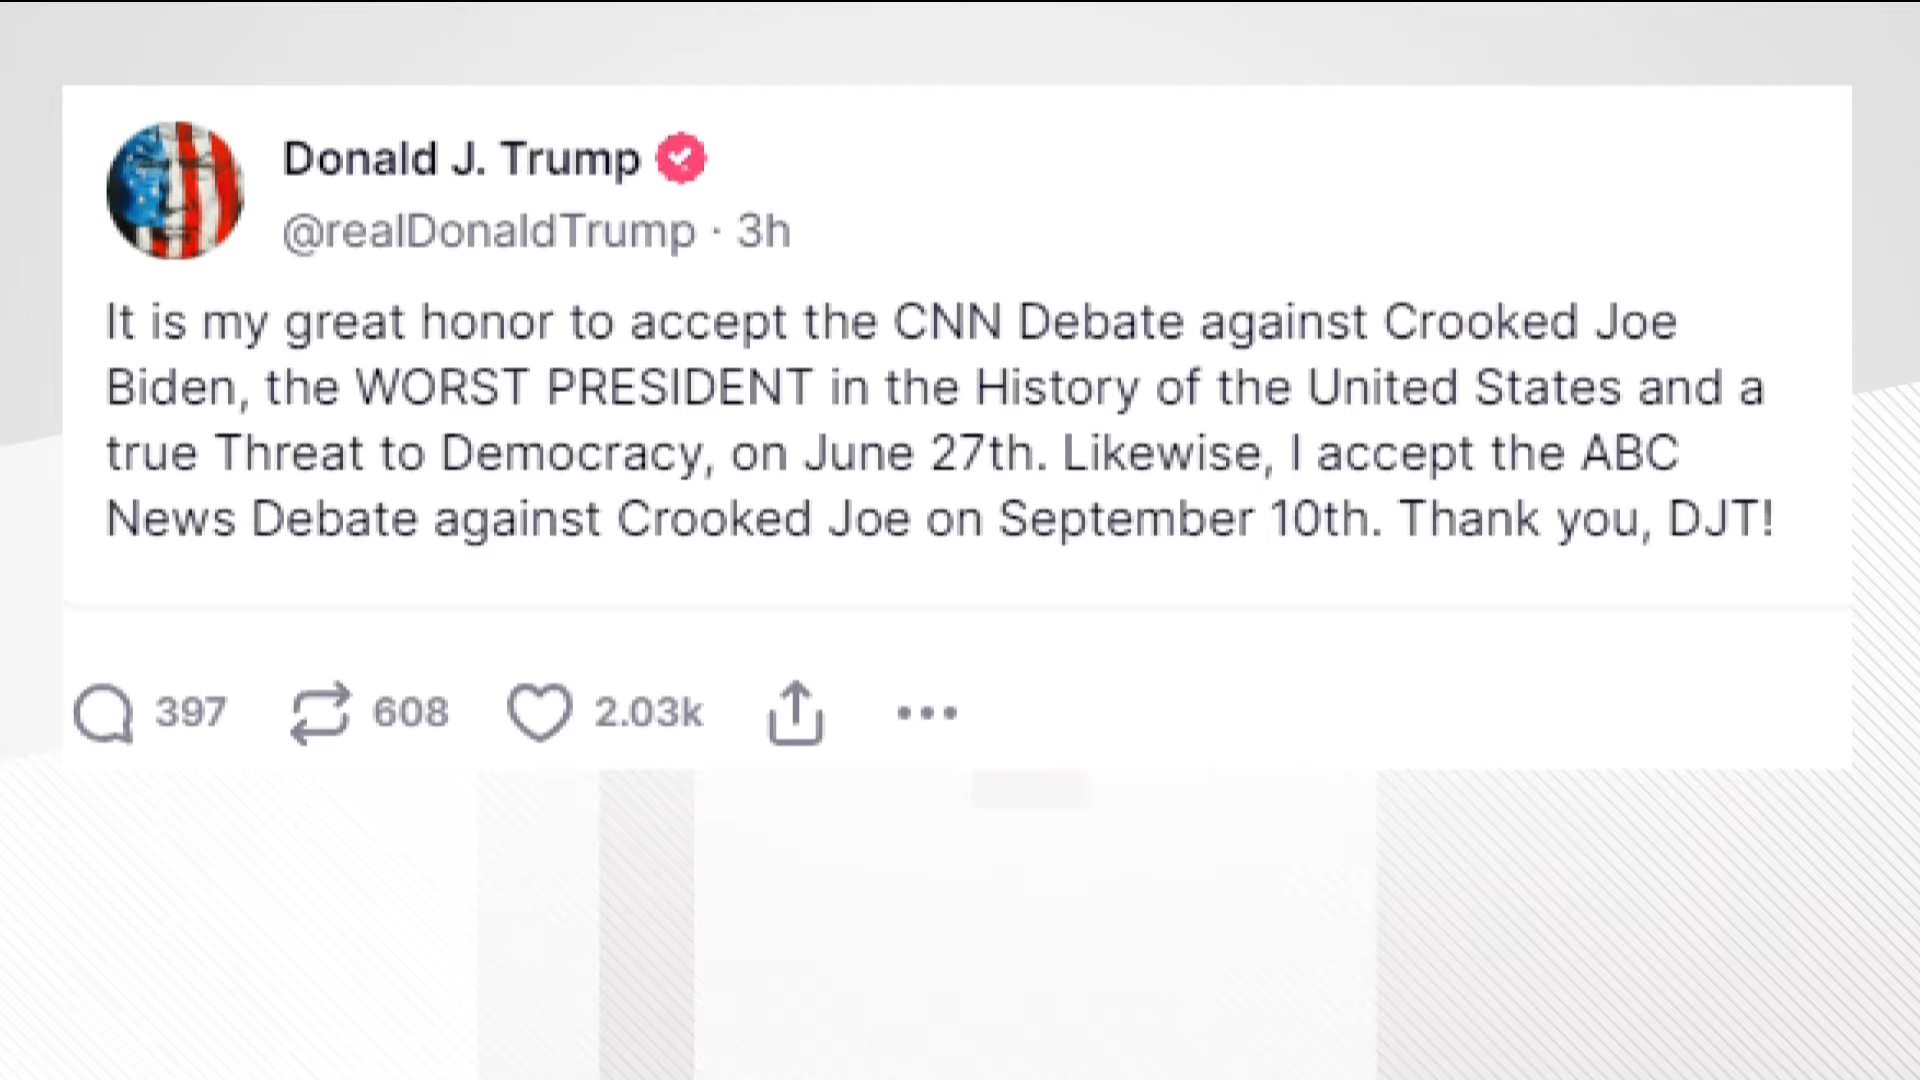 Donald J. Trump
@realDonaldTrump · 3h
It is my great honor to accept the CNN Debate against Crooked Joe
Biden, the WORST PRESIDENT in the History of the United States and a
true Threat to Democracy, on June 27th. Likewise, I accept the ABC
News Debate against Crooked Joe on September 10th. Thank you, DJT!
397 608 2.03k